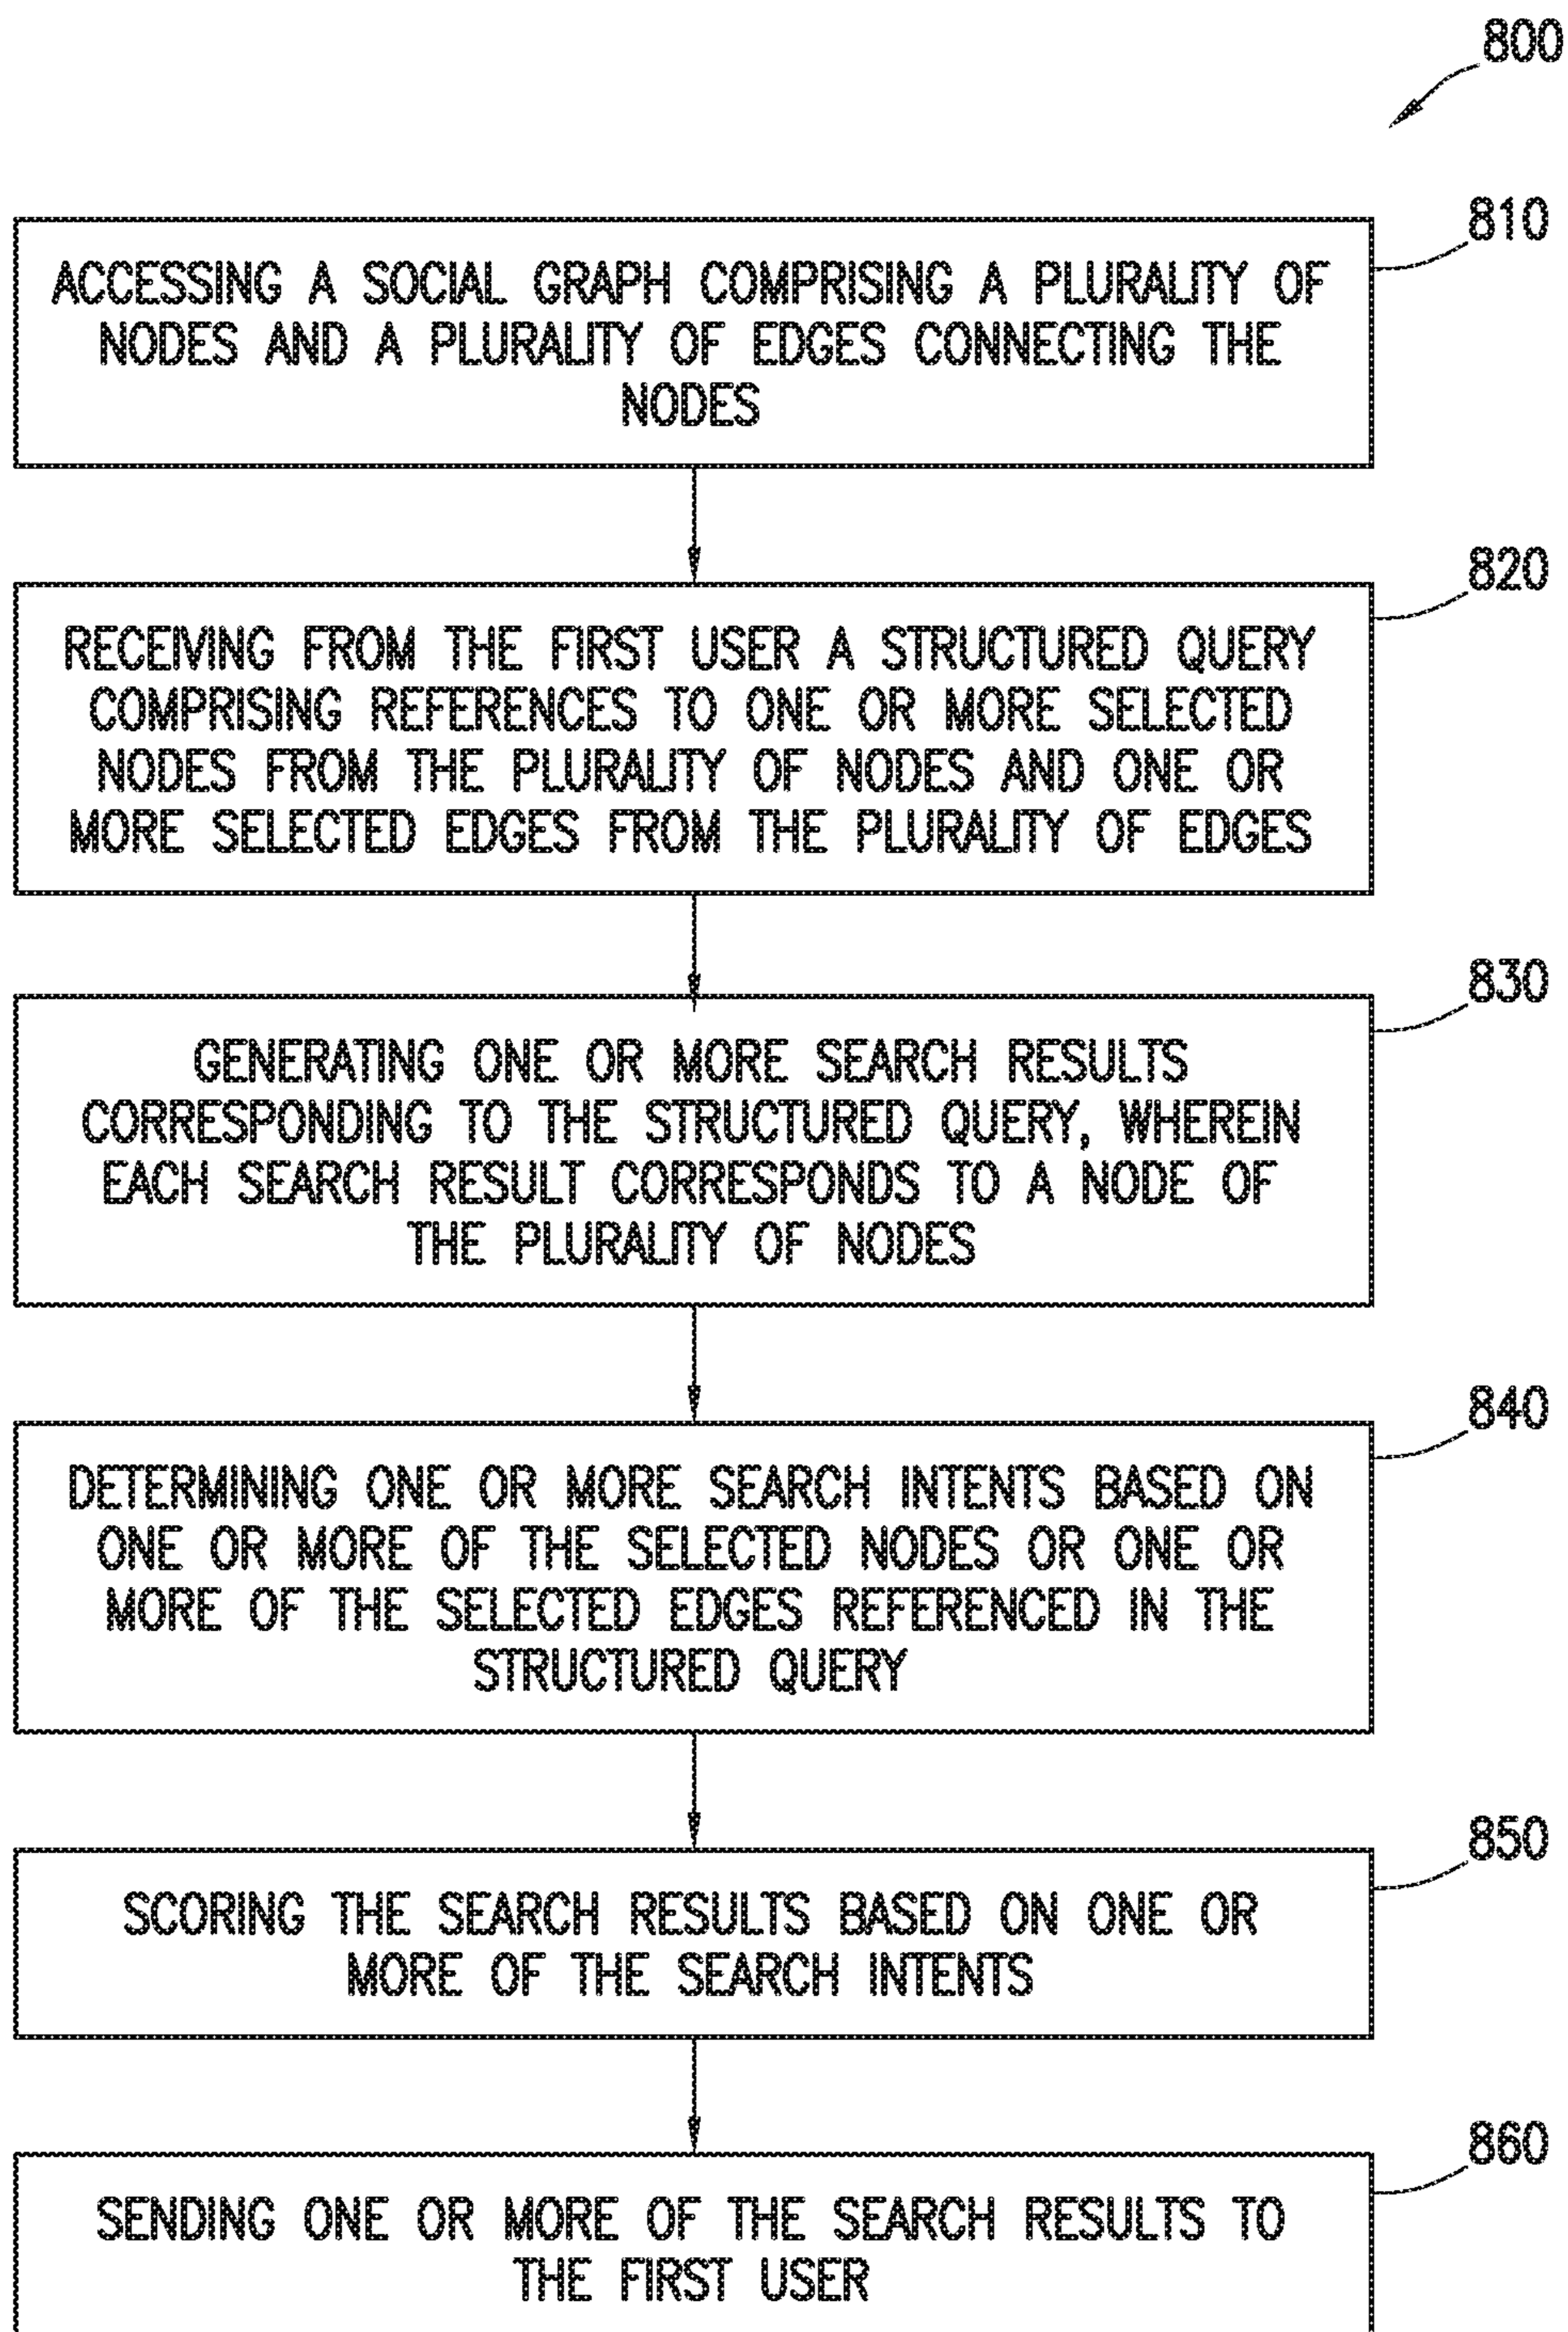 800
810
ACCESSING A SOCIAL GRAPH COMPRISING A PLURALITY OF
NODES AND A PLURALITY OF EDGES CONNECTING THE
NODES
820
RECEIVING FROM THE FIRST USER A STRUCTURED QUERY
COMPRISING REFERENCES TO ONE OR MORE SELECTED
NODES FROM THE PLURALITY OF NODES AND ONE OR
MORE SELECTED EDGES FROM THE PLURALITY OF EDGES
830
GENERATING ONE OR MORE SEARCH RESULTS
CORRESPONDING TO THE STRUCTURED QUERY, WHEREIN
EACH SEARCH RESULT CORRESPONDS TO A NODE OF
THE PLURALITY OF NODES
840
DETERMINING ONE OR MORE SEARCH INTENTS BASED ON
ONE OR MORE OF THE SELECTED NODES OR ONE OR
MORE OF THE SELECTED EDGES REFERENCED IN THE
STRUCTURED QUERY
850
SCORING THE SEARCH RESULTS BASED ON ONE OR
MORE OF THE SEARCH INTENTS
860
SENDING ONE OR MORE OF THE SEARCH RESULTS TO
THE FIRST USER